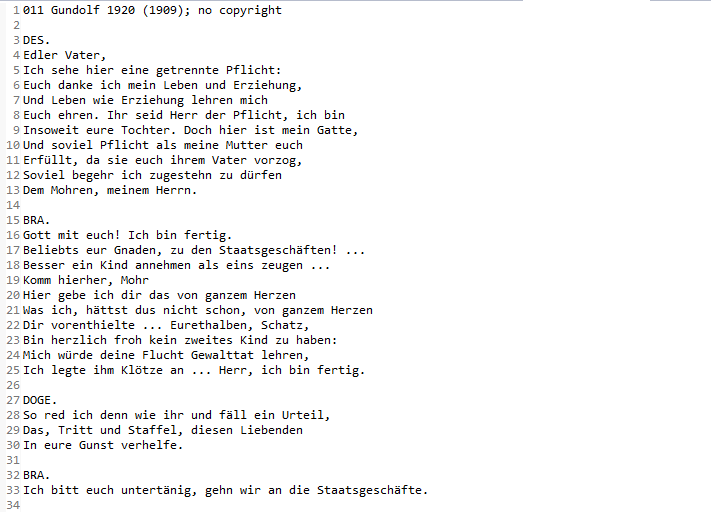 1 011 Gundolf 1920 (1909); no copyright
2
3 DES.
4 Edler Vater,
5 Ich sehe hier eine getrennte Pflicht:
6 Euch danke ich mein Leben und Erziehung,
7 Und Leben wie Erziehung lehren mich
8 Euch ehren. Ihr seid Herr der Pflicht, ich bin
9 Insoweit eure Tochter. Doch hier ist mein Gatte,
10 Und soviel Pflicht als meine Mutter euch
11 Erfüllt, da sie euch ihrem Vater vorzog,
12 Soviel begehr ich zugestehn zu dürfen
13 Dem Mohren, meinem Herrn.
14
15 BRA.
16 Gott mit euch! Ich bin fertig.
17 Beliebts eur Gnaden, zu den Staatsgeschäften! ...
18 Besser ein Kind annehmen als eins zeugen ...
19 Komm hierher, Mohr
20 Hier gebe ich dir das von ganzem Herzen
21 Was ich, hättst dus nicht schon, von ganzem Herzen
22 Dir vorenthielte ... Eurethalben, Schatz,
23 Bin herzlich froh kein zweites Kind zu haben:
24 Mich würde deine Flucht Gewalttat lehren,
25 Ich legte ihm Klötze an ... Herr, ich bin fertig.
26
27 DOGE.
28 So red ich denn wie ihr und fäll ein Urteil,
29 Das, Tritt und Staffel, diesen Liebenden
30 In eure Gunst verhelfe.
31
32 BRA.
33 Ich bitt euch untertänig, gehn wir an die Staatsgeschäfte.
34